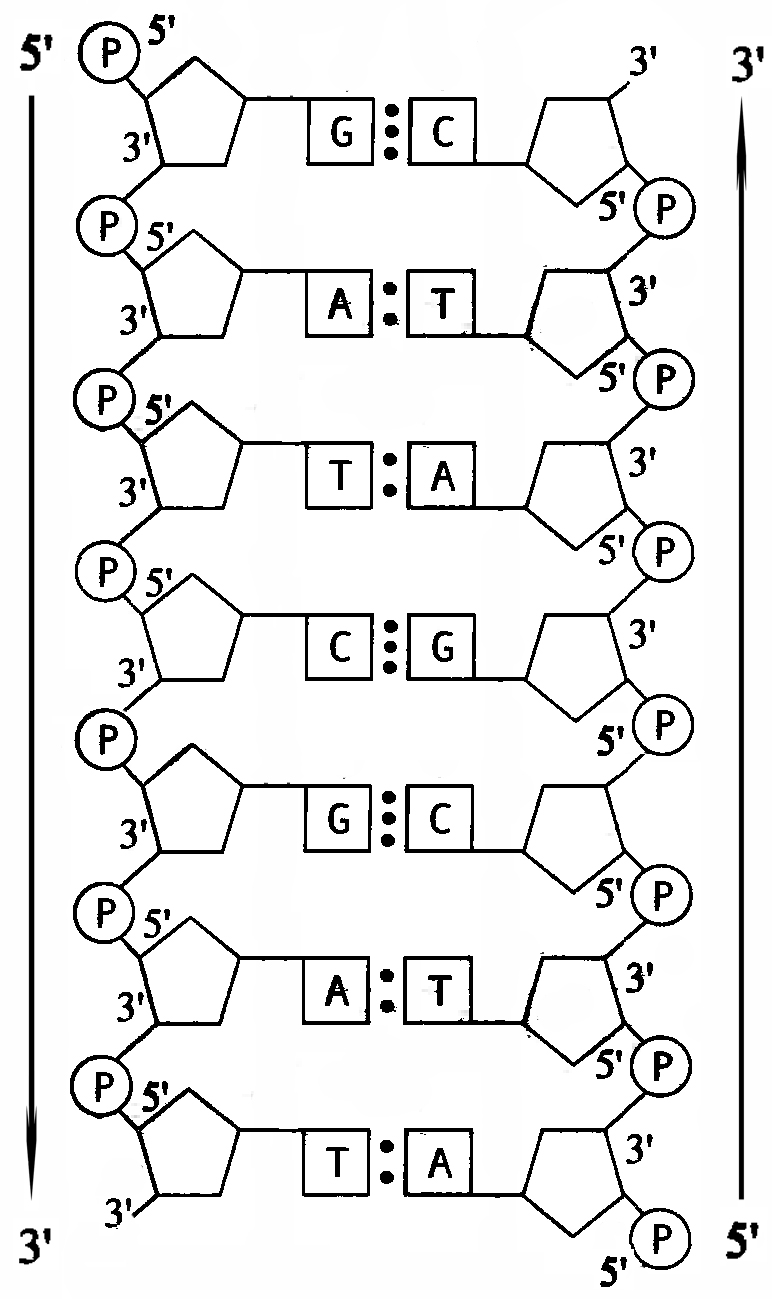 5' P 5' 3' 3'
3' G C
P 5' 5' P
3' A T 3'
P 5' 5' P
3' T A 3'
P 5' 5' P
3' C G 3'
P 5' P
3' G C
P 5' 5' P
3' A T 3'
P 5' 5' P
T A 3'
3' 3' 5' P 5'